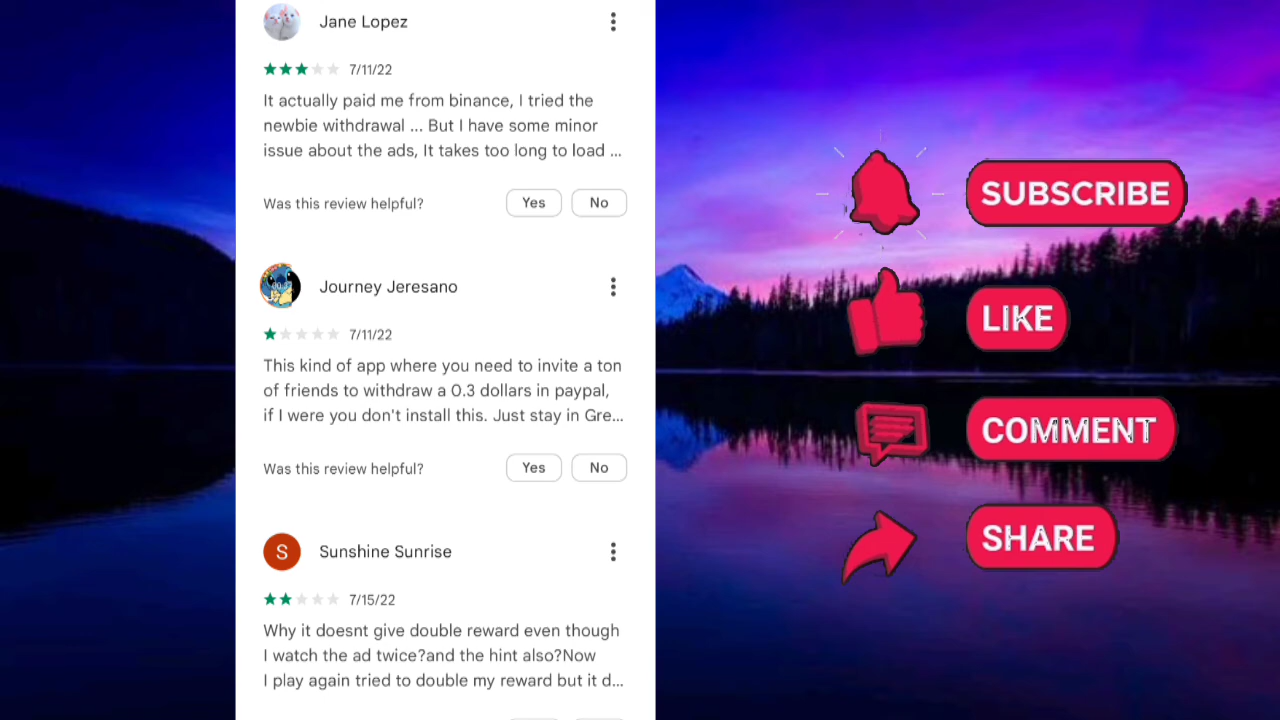 Jane Lopez
7/11/22
It actually paid me from binance, I tried the
newbie withdrawal ... But I have some minor
issue about the ads, It takes too long to load ...
Was this review helpful?
Yes
No
Journey Jeresano
7/11/22
This kind of app where you need to invite a ton
of friends to withdraw a 0.3 dollars in paypal,
if I were you don't install this. Just stay in Gre...
Was this review helpful?
Yes
No
S
Sunshine Sunrise
7/15/22
Why it doesnt give double reward even though
I watch the ad twice?and the hint also?Now
I play again tried to double my reward but it d...
SUBSCRIBE
LIKE
COMMENT
SHARE